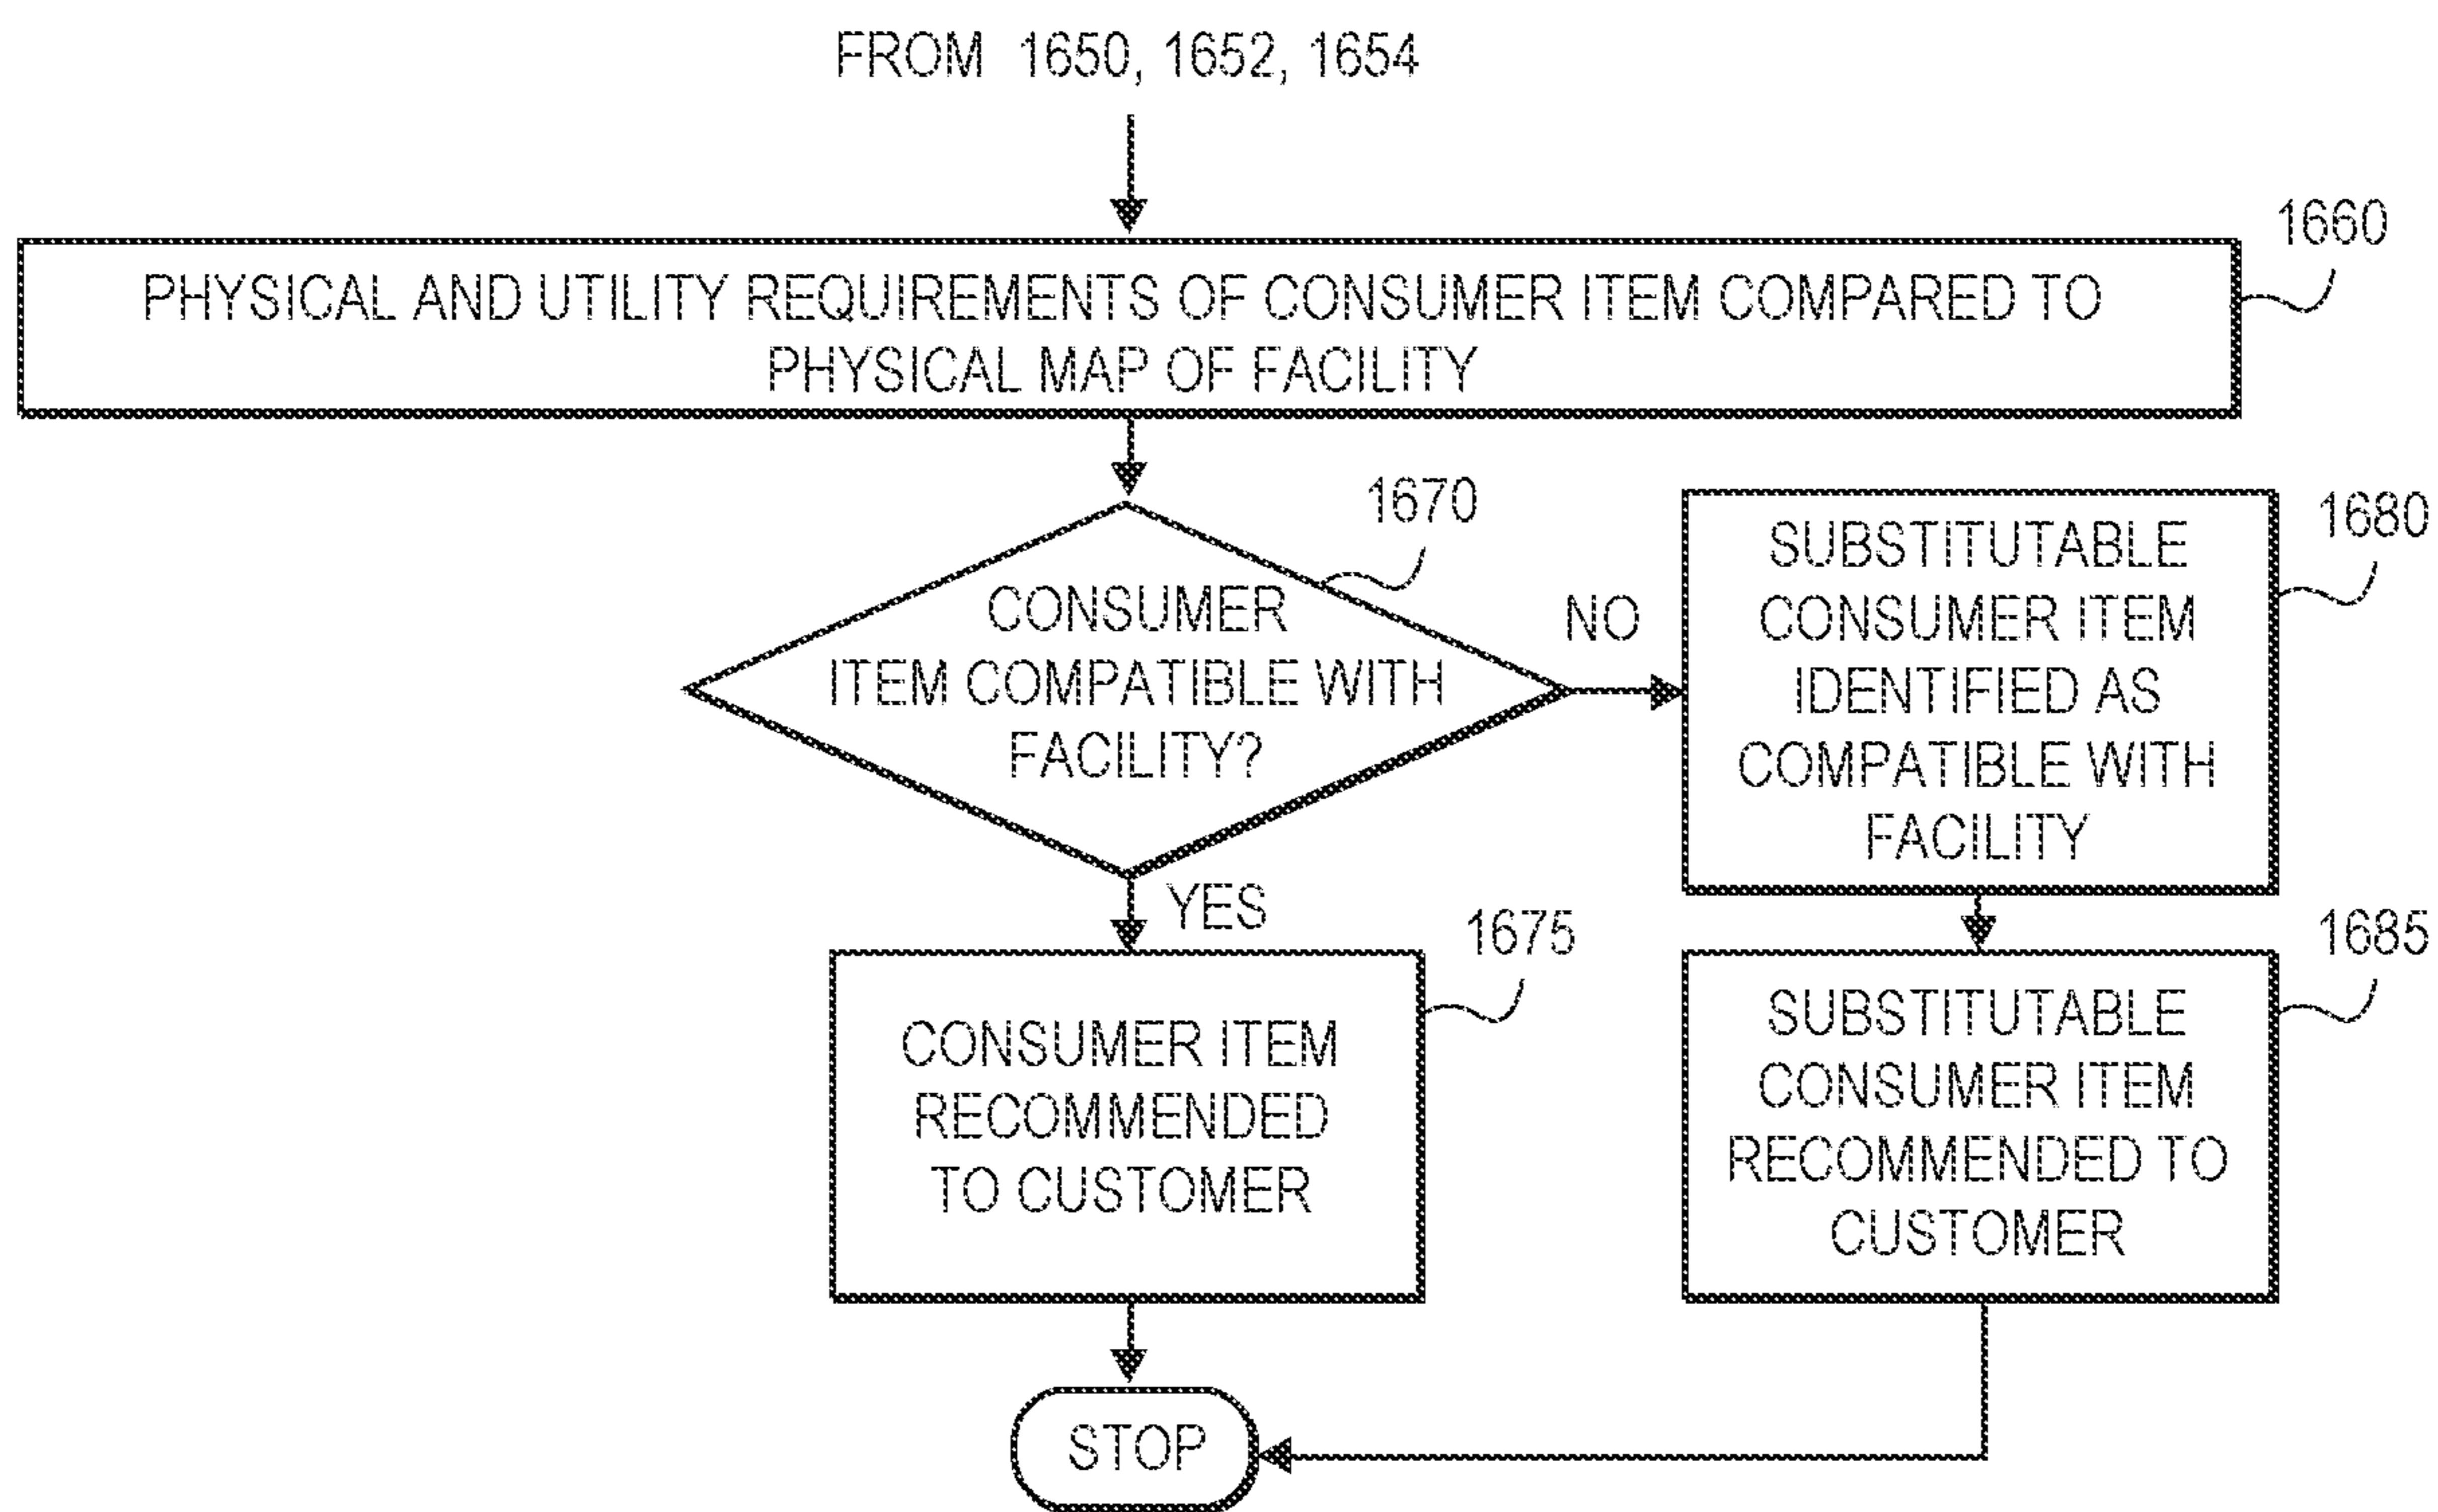 FROM 1650, 1652, 1654
1660
PHYSICAL AND UTILITY REQUIREMENTS OF CONSUMER ITEM COMPARED TO
PHYSICAL MAP OF FACILITY
1670
CONSUMER
ITEM COMPATIBLE WITH
FACILITY?
NO
YES
1680
SUBSTITUTABLE
CONSUMER ITEM
IDENTIFIED AS
COMPATIBLE WITH
FACILITY
1675
CONSUMER ITEM
RECOMMENDED
TO CUSTOMER
1685
SUBSTITUTABLE
CONSUMER ITEM
RECOMMENDED TO
CUSTOMER
STOP